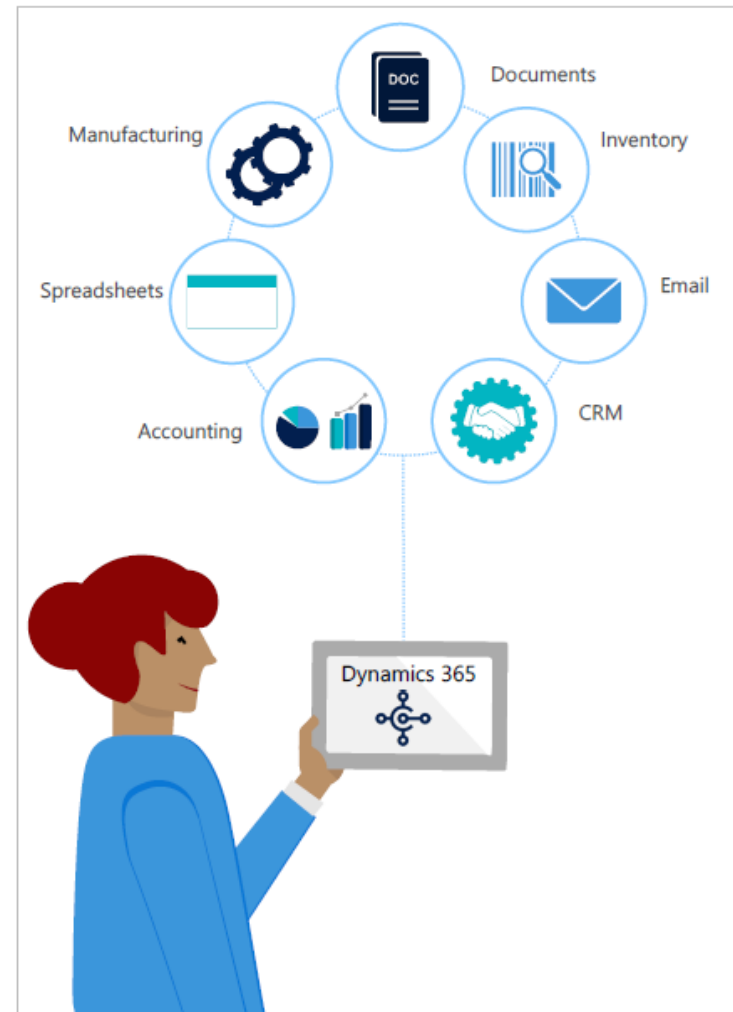 DOC
Documents
Manufacturing
Inventory
Spreadsheets
Email
Accounting
CRM
Dynamics 365